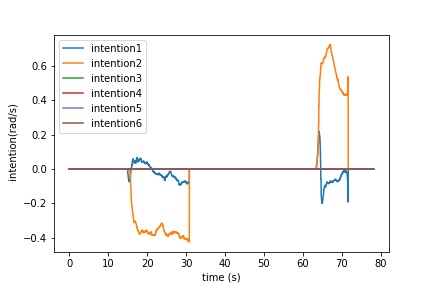 intention1
intention2
intention3
intention4
intention5
intention6
intention(rad/s)
0.6
0.4
0.2
0.0
−0.2
−0.4
0 10 20 30 40 50 60 70 80
time (s)